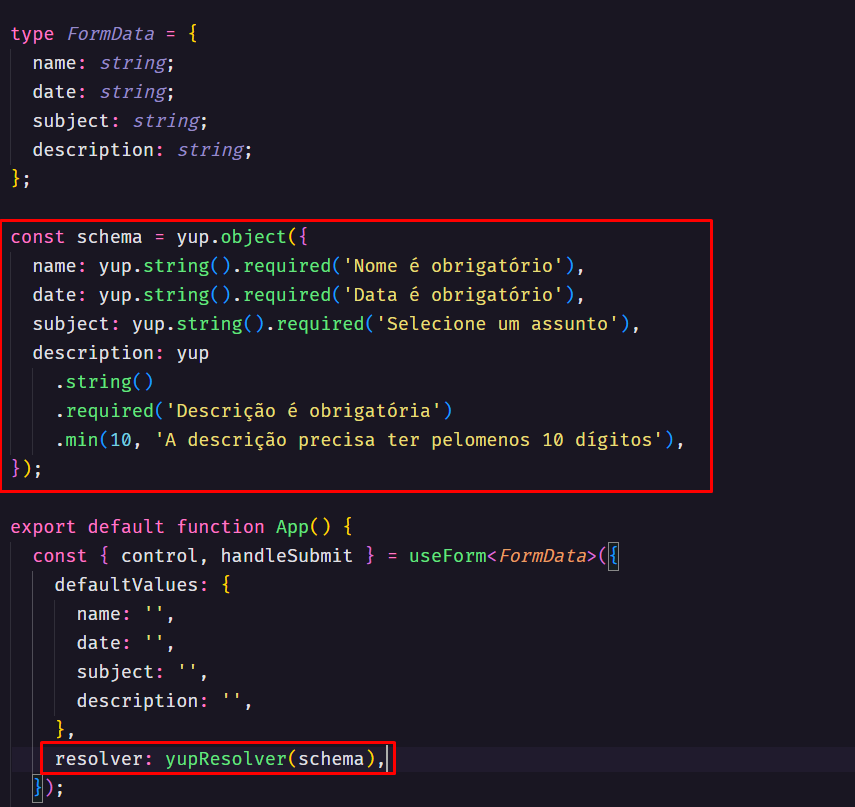 type FormData = {
name: string;
date: string;
subject: string;
description: string;
};
const schema = yup.object({
name: yup.string().required('Nome é obrigatório'),
date: yup.string().required('Data é obrigatório'),
subject: yup.string().required('Selecione um assunto'),
description: yup
.string()
.required('Descrição é obrigatória')
.min(10, 'A descrição precisa ter pelomenos 10 dígitos'),
});
export default function App() {
const { control, handleSubmit } = useForm<FormData>({
defaultValues: {
name: '',
date: '',
subject: '',
description: '',
},
resolver: yupResolver(schema),
});